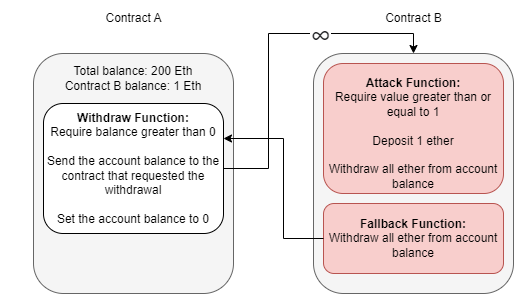 Contract A
Contract B
∞
Total balance: 200 Eth
Contract B balance: 1 Eth
Withdraw Function:
Require balance greater than 0
Send the account balance to the
contract that requested the
withdrawal
Set the account balance to 0
Attack Function:
Require value greater than or
equal to 1
Deposit 1 ether
Withdraw all ether from account
balance
Fallback Function:
Withdraw all ether from account
balance